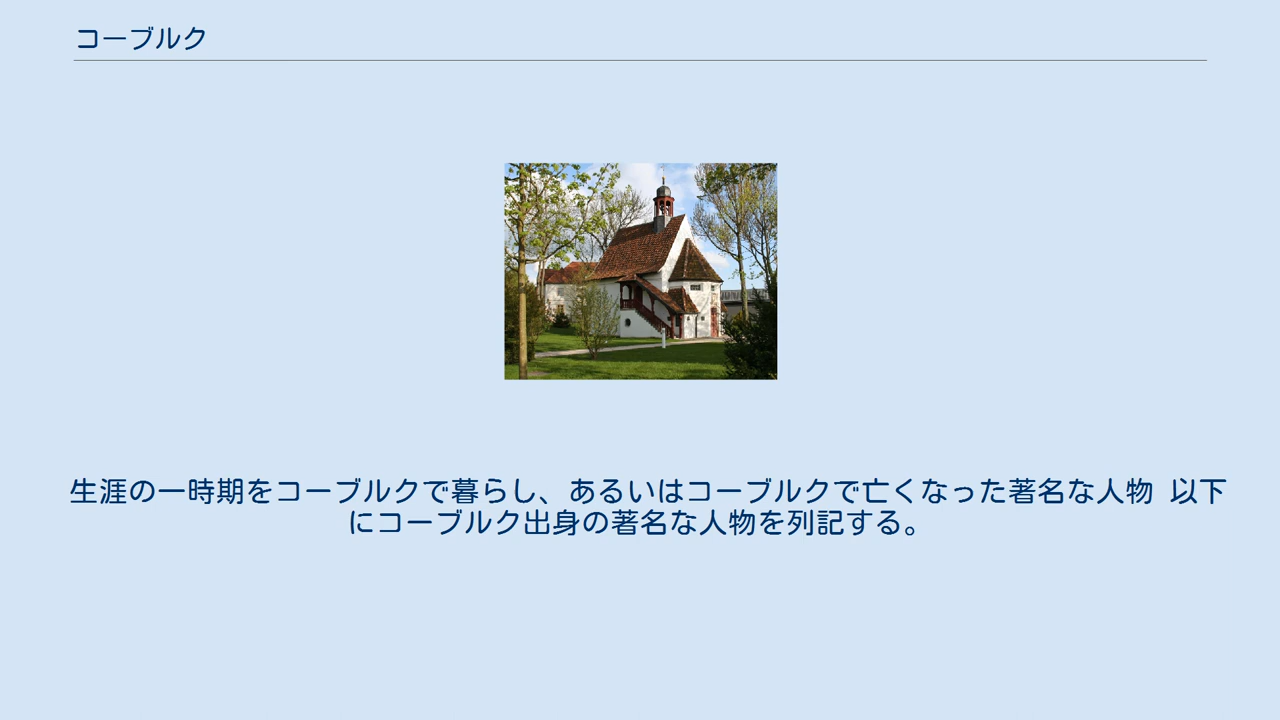 コーブルク
生涯の一時期をコーブルクで暮らし、あるいはコーブルクで亡くなった著名な人物 以下
にコーブルク出身の著名な人物を列記する。